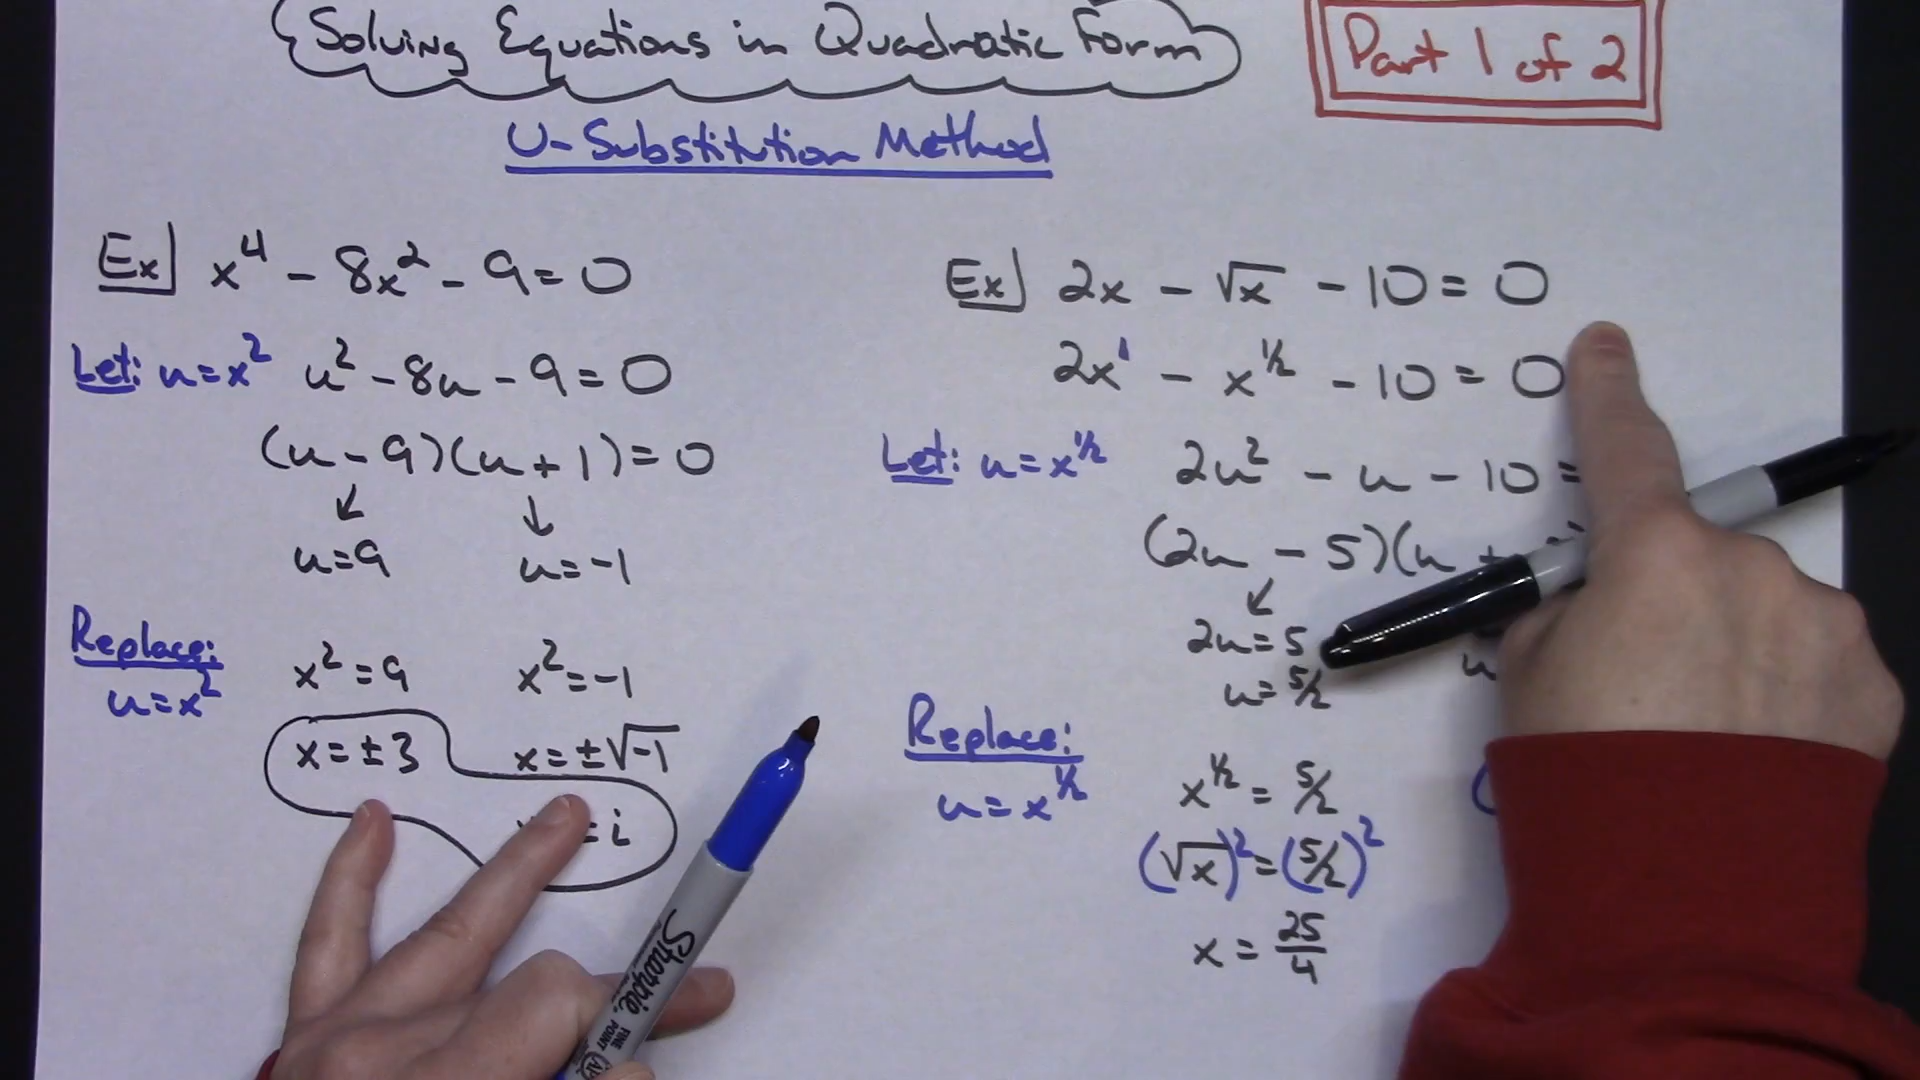 Solving Equations in Quadratic Form
Part 1 of 2
U-Substitution Method
Ex] x⁴ - 8x² - 9 = 0
Let: u = x² u² - 8u - 9 = 0
(u - 9)(u + 1) = 0
↙ ↓
u = 9 u = -1
Replace:
u = x²
x² = 9 x² = -1
x = ± 3 x = ± √-1
= i
Ex] 2x - √x - 10 = 0
2x¹ - x^½ - 10 = 0
Let: u = x^½ 2u² - u - 10 =
(2u - 5)(u +
↙
2u = 5
u = 5/2 u
Replace:
u = x^½
x^½ = 5/2 (
(√x)² = (5/2)²
x = 25/4
Sharpie
FINE
POINT